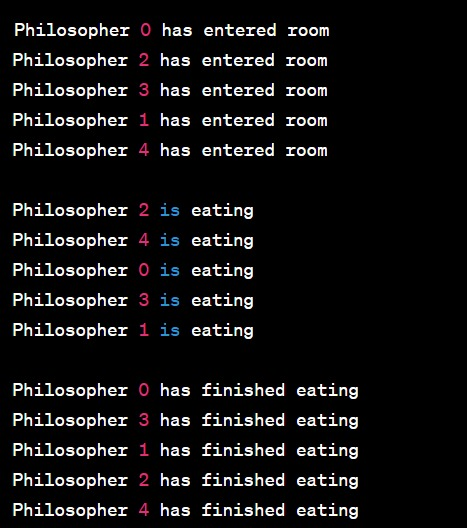 Philosopher 0 has entered room
Philosopher 2 has entered room
Philosopher 3 has entered room
Philosopher 1 has entered room
Philosopher 4 has entered room
Philosopher 2 is eating
Philosopher 4 is eating
Philosopher 0 is eating
Philosopher 3 is eating
Philosopher 1 is eating
Philosopher 0 has finished eating
Philosopher 3 has finished eating
Philosopher 1 has finished eating
Philosopher 2 has finished eating
Philosopher 4 has finished eating